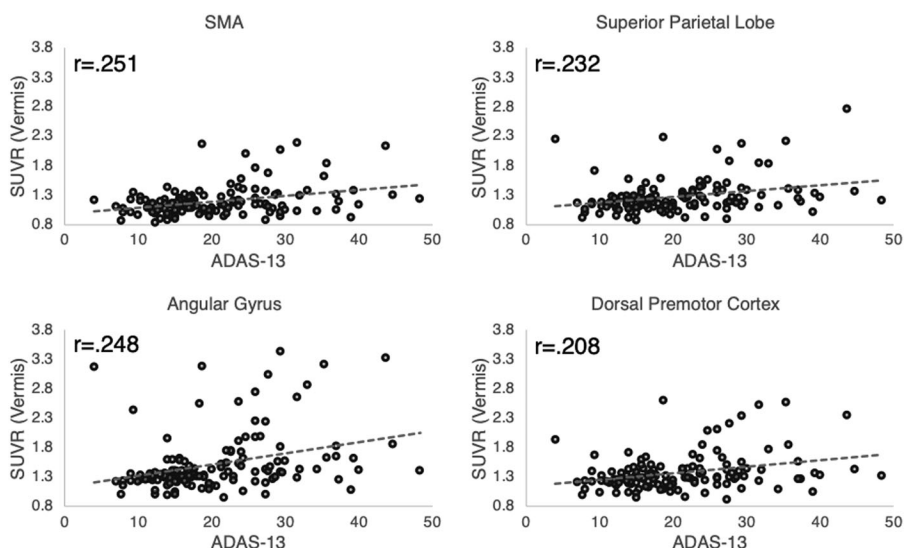 SMA
3.8
r=.251
3.3
2.8
2.3
1.8
1.3
0.8
SUVR (Vermis)
0 10 20 30 40 50
ADAS-13
Superior Parietal Lobe
3.8
r=.232
3.3
2.8
2.3
1.8
1.3
0.8
SUVR (Vermis)
0 10 20 30 40 50
ADAS-13
Angular Gyrus
3.8
r=.248
3.3
2.8
2.3
1.8
1.3
0.8
SUVR (Vermis)
0 10 20 30 40 50
ADAS-13
Dorsal Premotor Cortex
3.8
r=.208
3.3
2.8
2.3
1.8
1.3
0.8
SUVR (Vermis)
0 10 20 30 40 50
ADAS-13